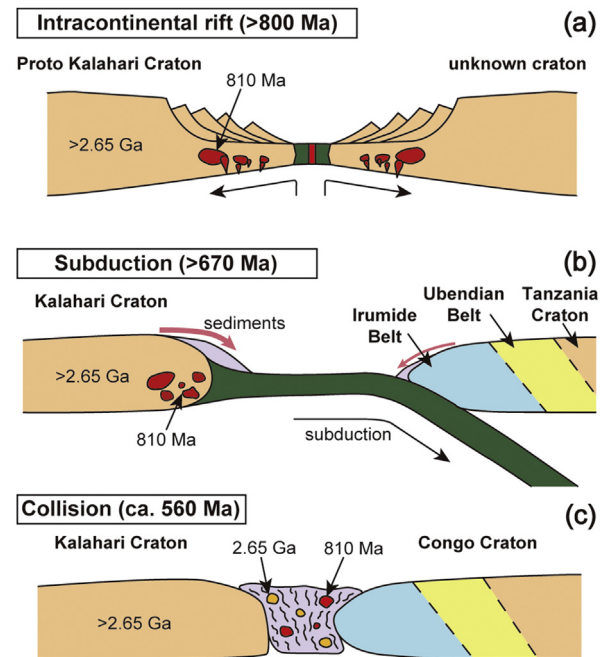 Intracontinental rift (>800 Ma)
(a)
Proto Kalahari Craton
unknown craton
810 Ma
>2.65 Ga
Subduction (>670 Ma)
(b)
Kalahari Craton
sediments
Irumide
Belt
Ubendian
Belt
Tanzania
Craton
>2.65 Ga
810 Ma
subduction
Collision (ca. 560 Ma)
(c)
Kalahari Craton
2.65 Ga
810 Ma
Congo Craton
>2.65 Ga